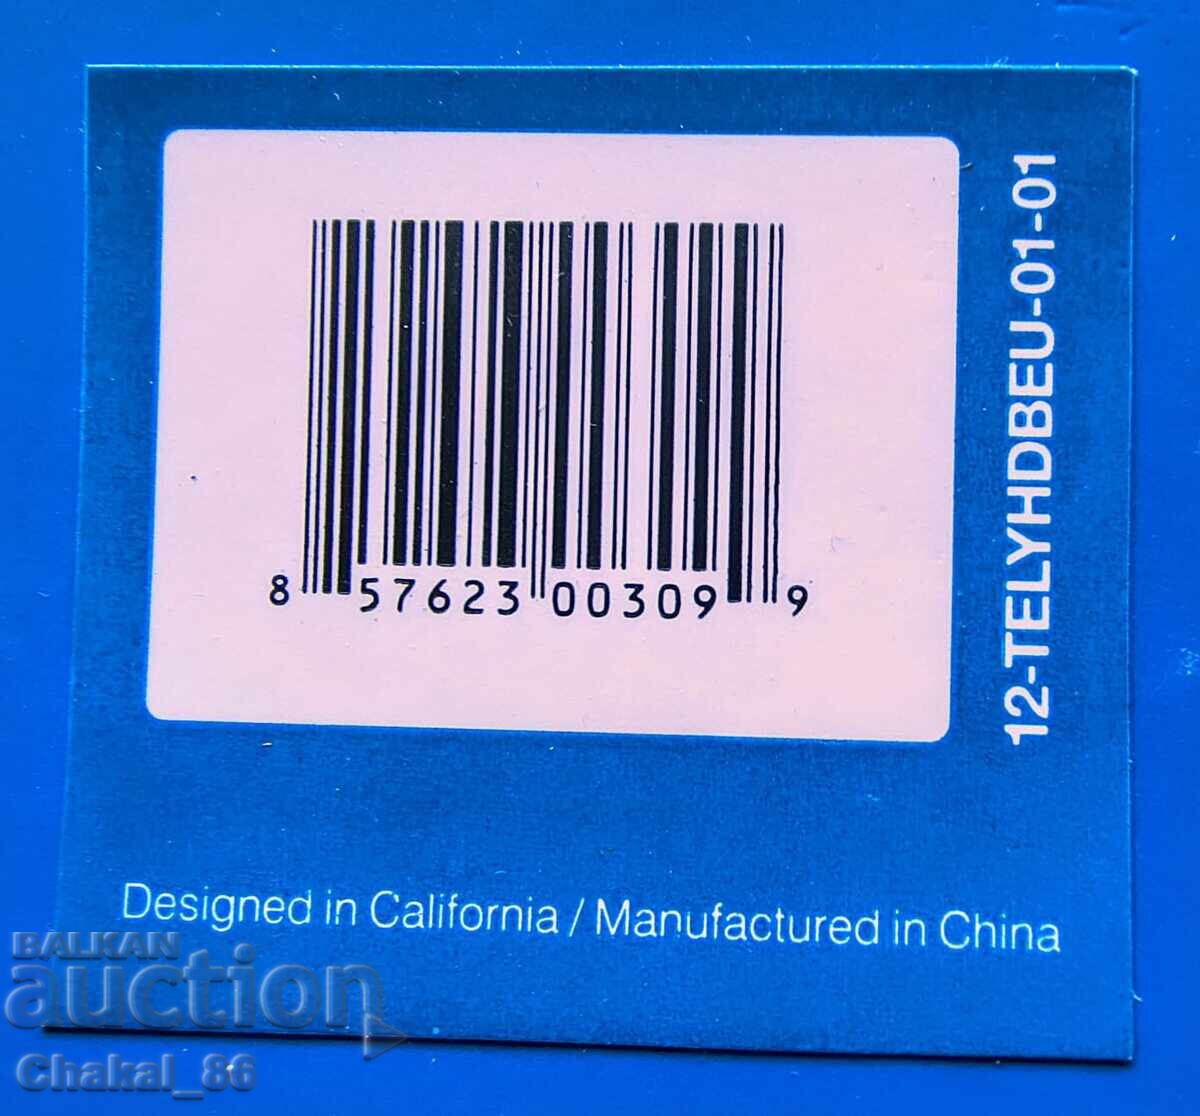 8 57623 00309 9
12-TELYHDBEU-01-01
Designed in California / Manufactured in China
BALKAN
auction
Chakal_86